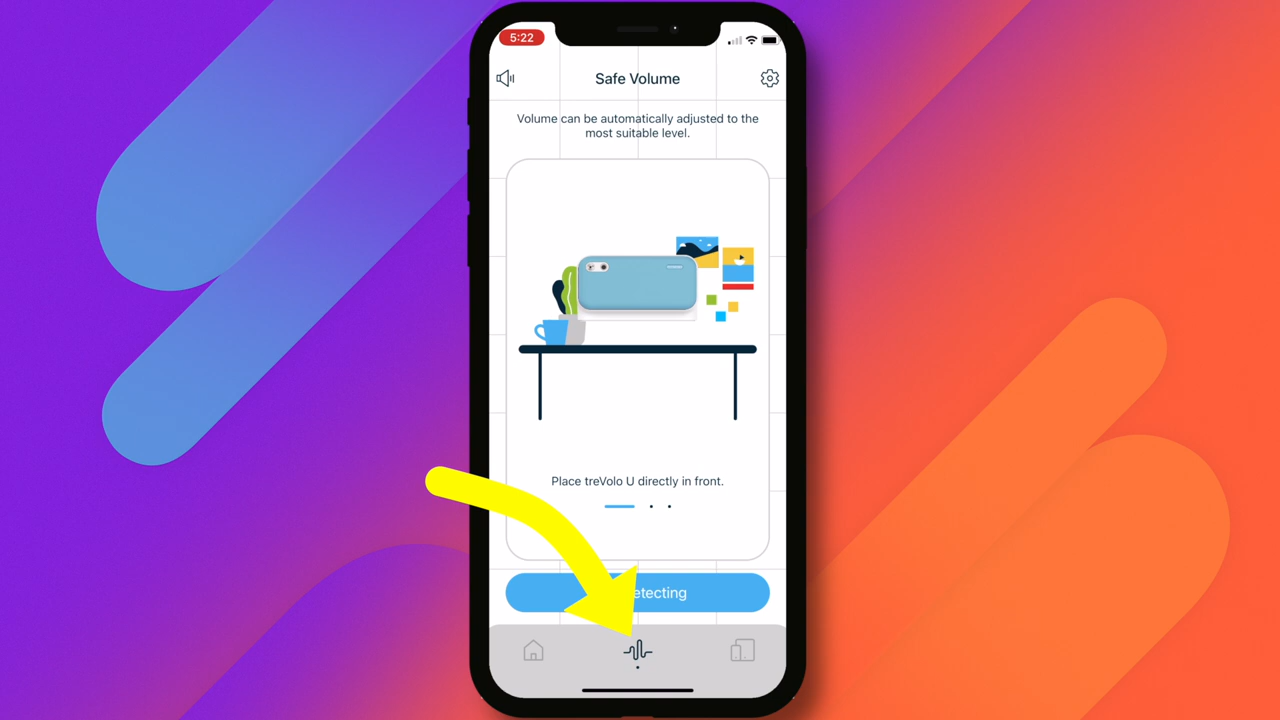 5:22
Safe Volume
Volume can be automatically adjusted to the
most suitable level.
Place treVolo U directly in front.
etecting